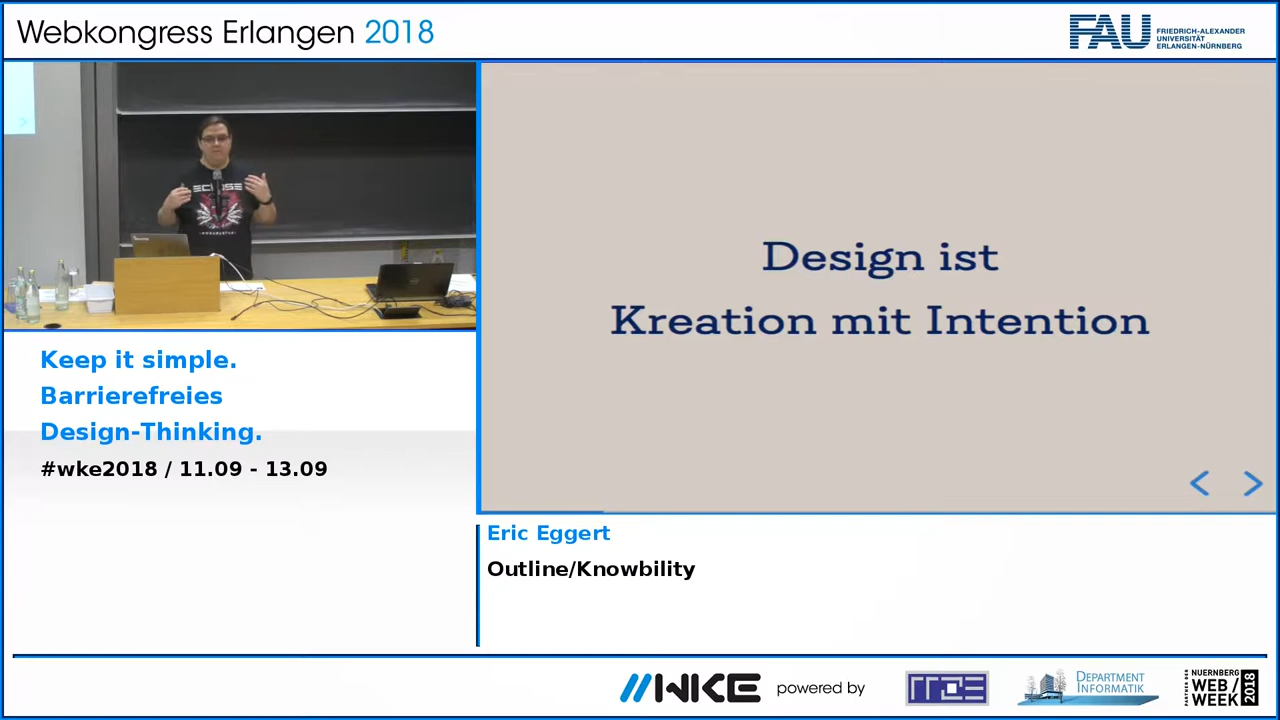 Webkongress Erlangen 2018
FAU
FRIEDRICH-ALEXANDER
UNIVERSITÄT
ERLANGEN-NÜRNBERG
Design ist
Kreation mit Intention
Keep it simple.
Barrierefreies
Design-Thinking.
#wke2018 / 11.09 - 13.09
Eric Eggert
Outline/Knowbility
WKE
powered by
DEPARTMENT
INFORMATIK
PARTNER DER
NUERNBERG
WEB/
WEEK
2018